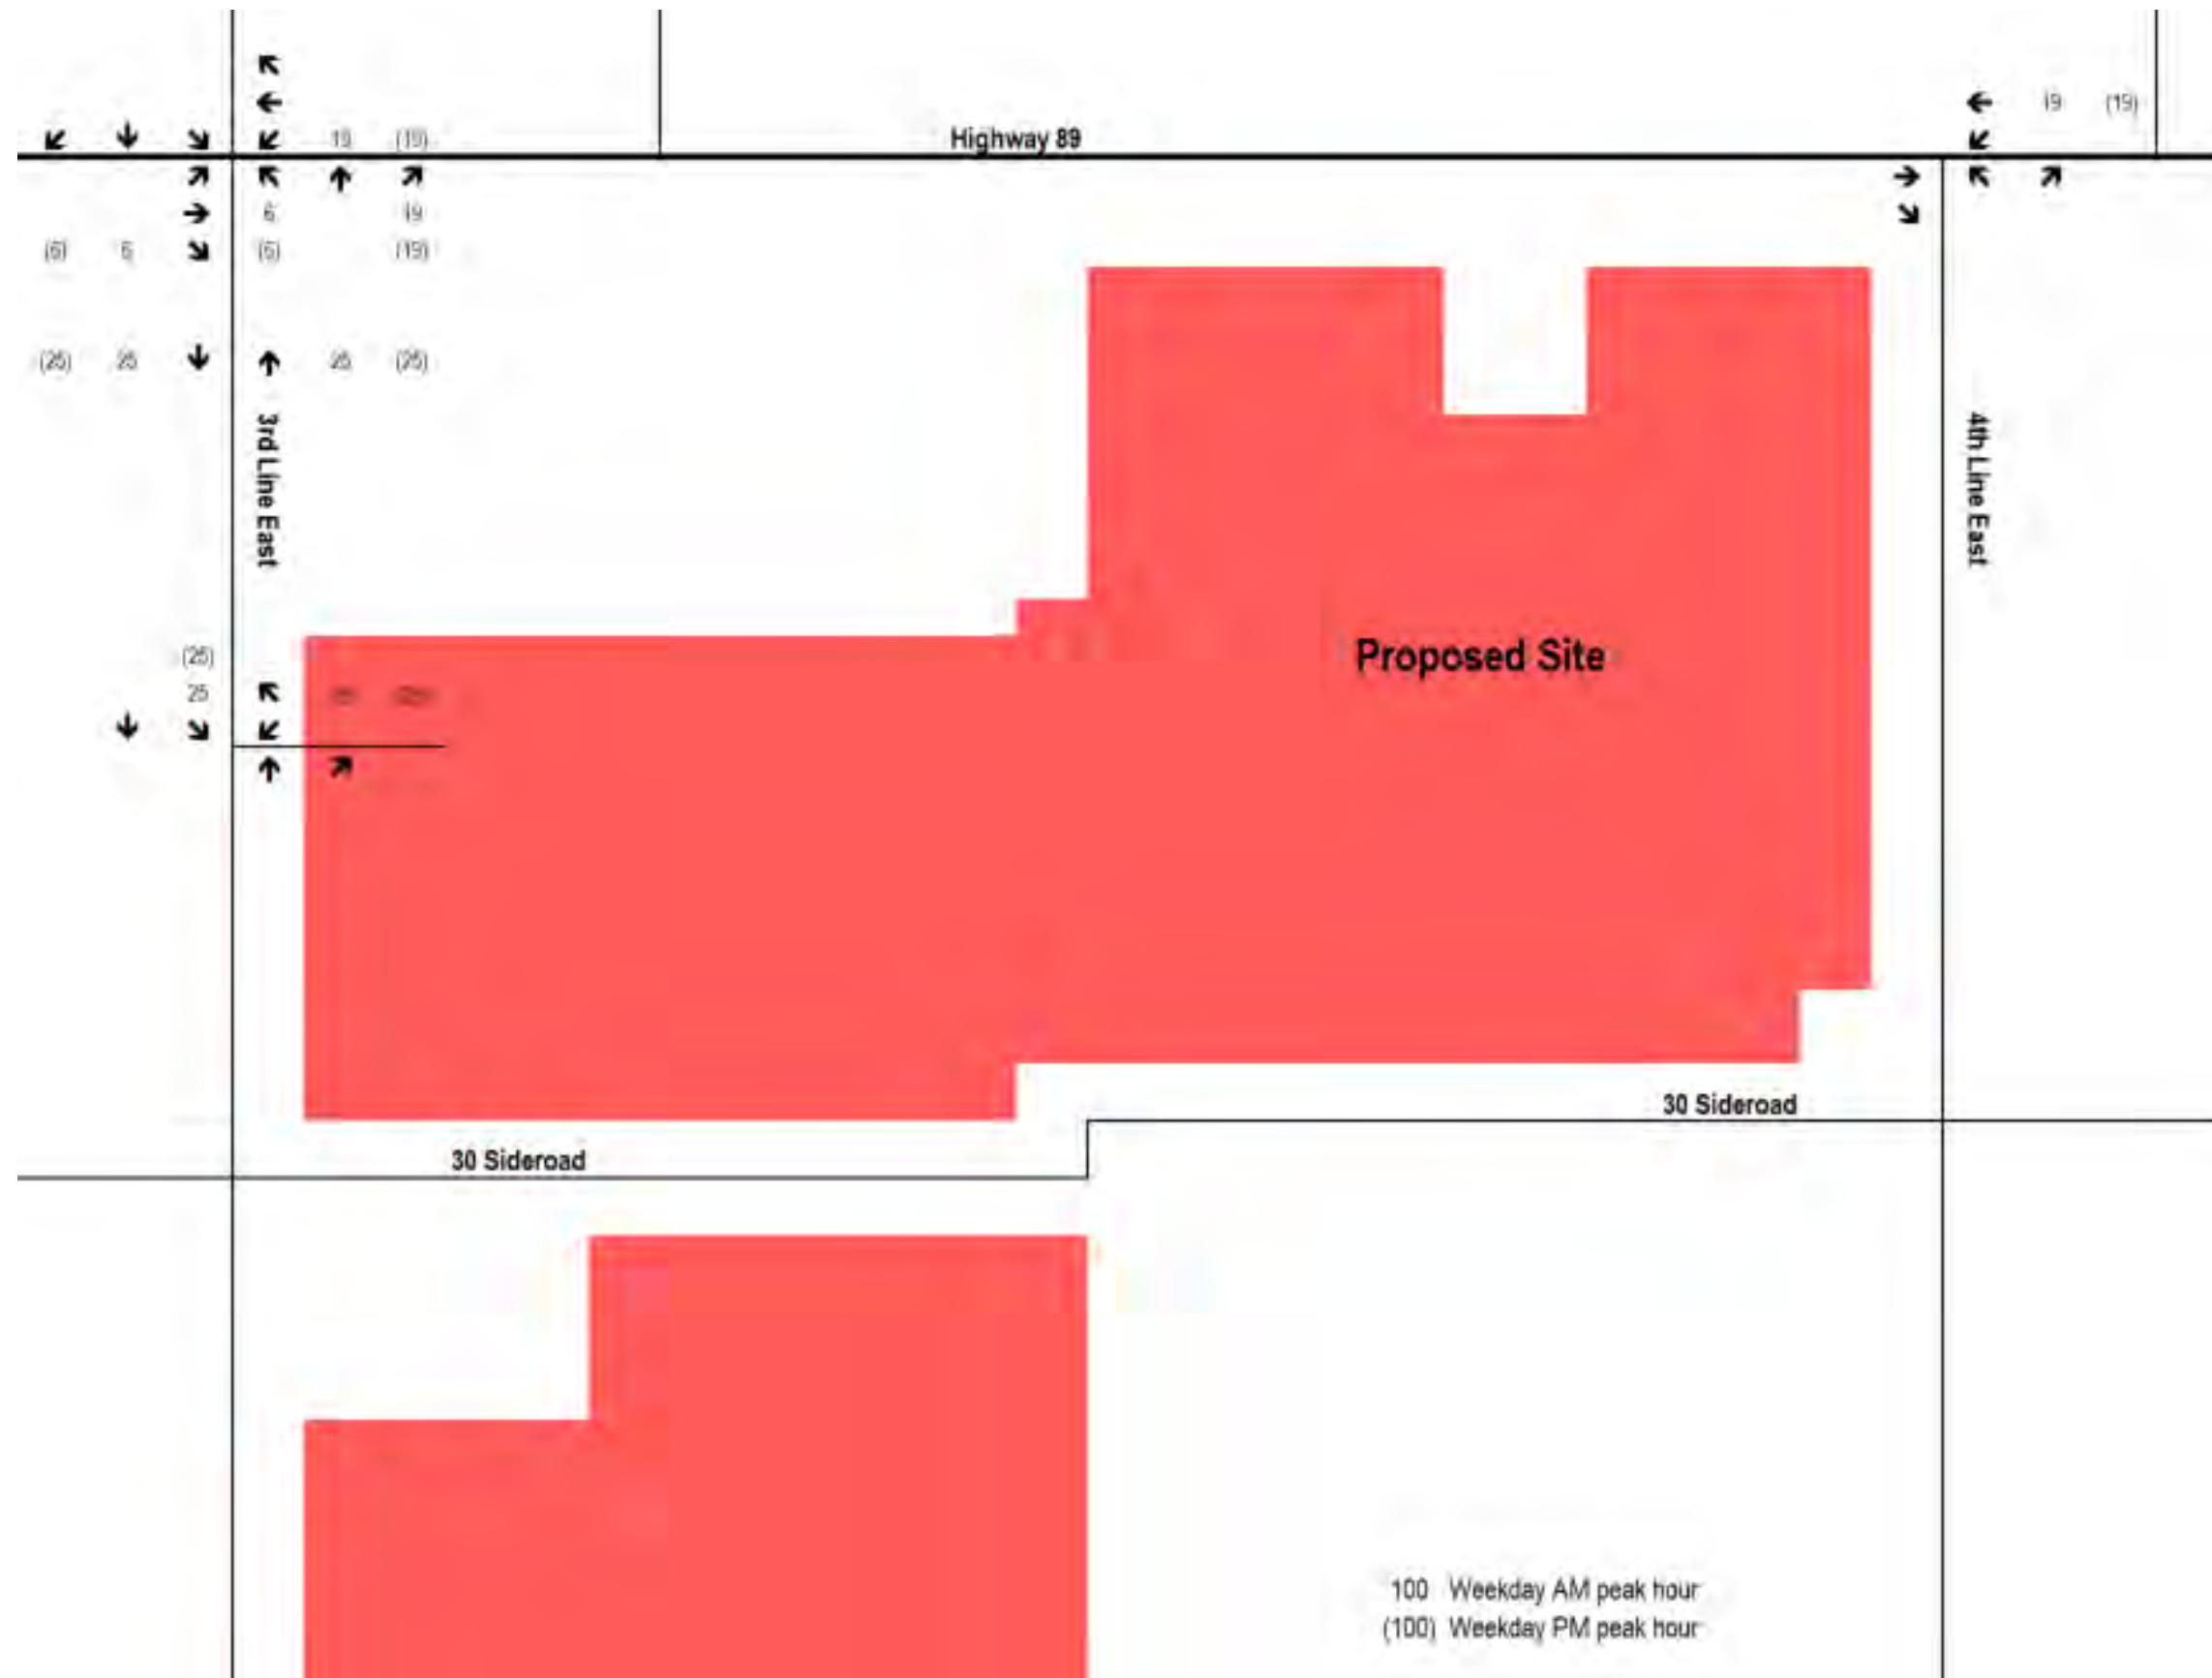 19 (19)
19 (19)
Highway 89
6 19
(6) 6 (6) (19)
(25) 25 25 (25)
3rd Line East
4th Line East
(25)
Proposed Site
25
30 Sideroad
30 Sideroad
100 Weekday AM peak hour
(100) Weekday PM peak hour